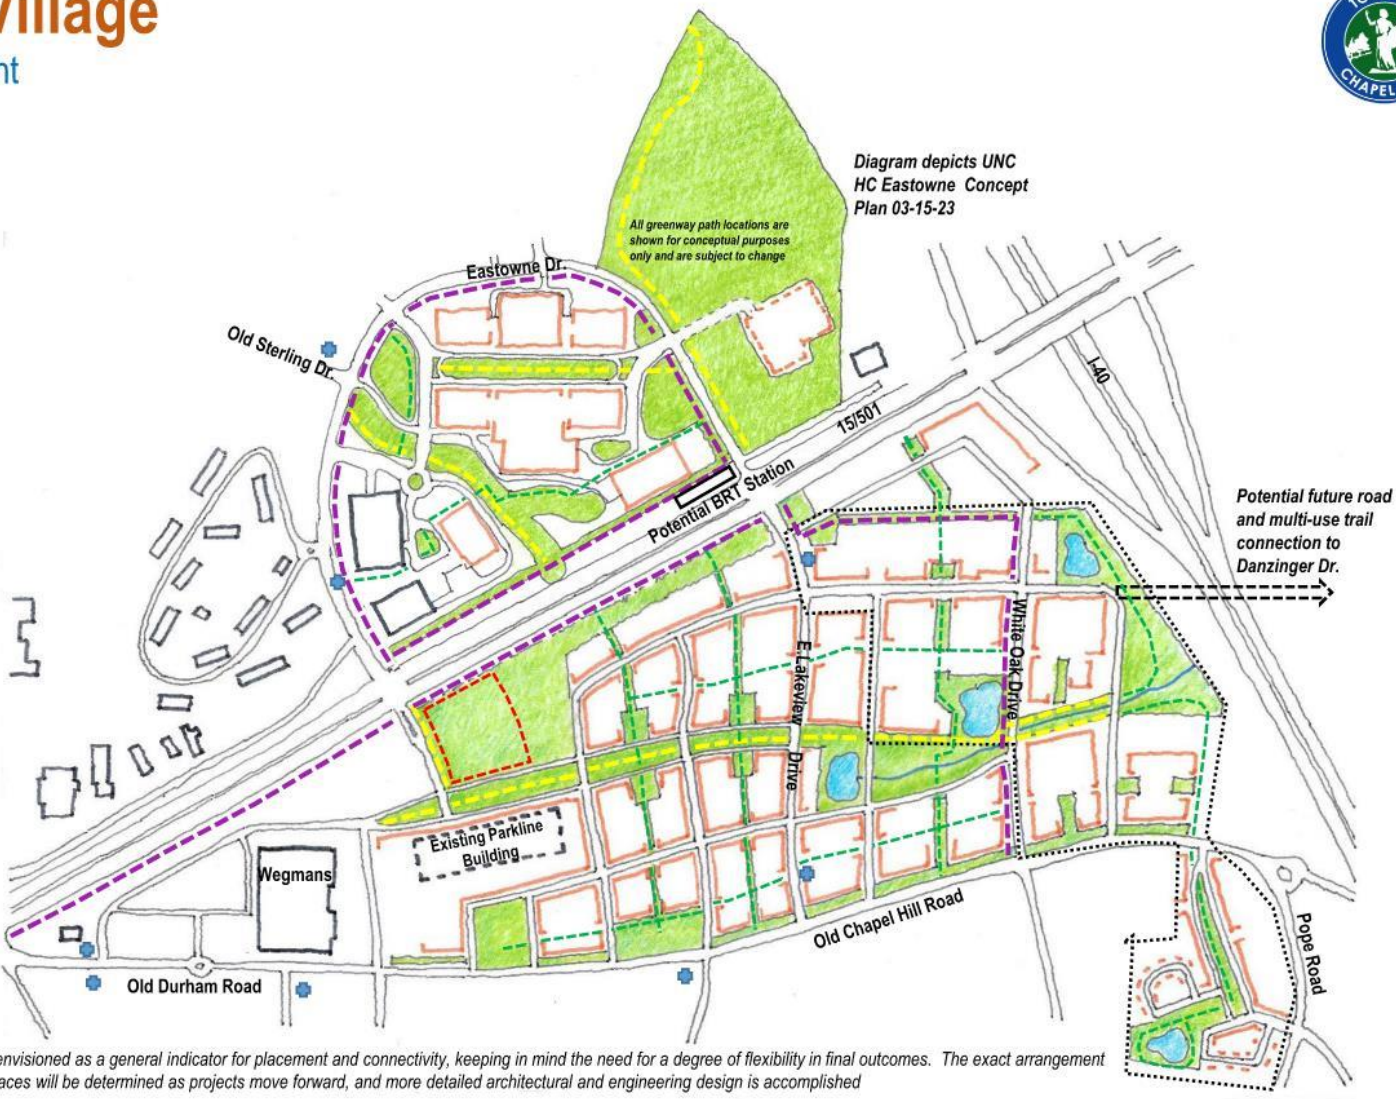 Village
CHAPEL
Diagram depicts UNC
HC Eastowne Concept
Plan 03-15-23
All greenway path locations are
shown for conceptual purposes
only and are subject to change
Eastowne Dr.
Old Sterling Dr.
I-40
15/501
Potential BRT Station
Potential future road
and multi-use trail
connection to
Danzinger Dr.
White Oak Drive
E Lakeview Drive
Existing Parkline
Building
Wegmans
Old Chapel Hill Road
Pope Road
Old Durham Road
envisioned as a general indicator for placement and connectivity, keeping in mind the need for a degree of flexibility in final outcomes. The exact arrangement
aces will be determined as projects move forward, and more detailed architectural and engineering design is accomplished